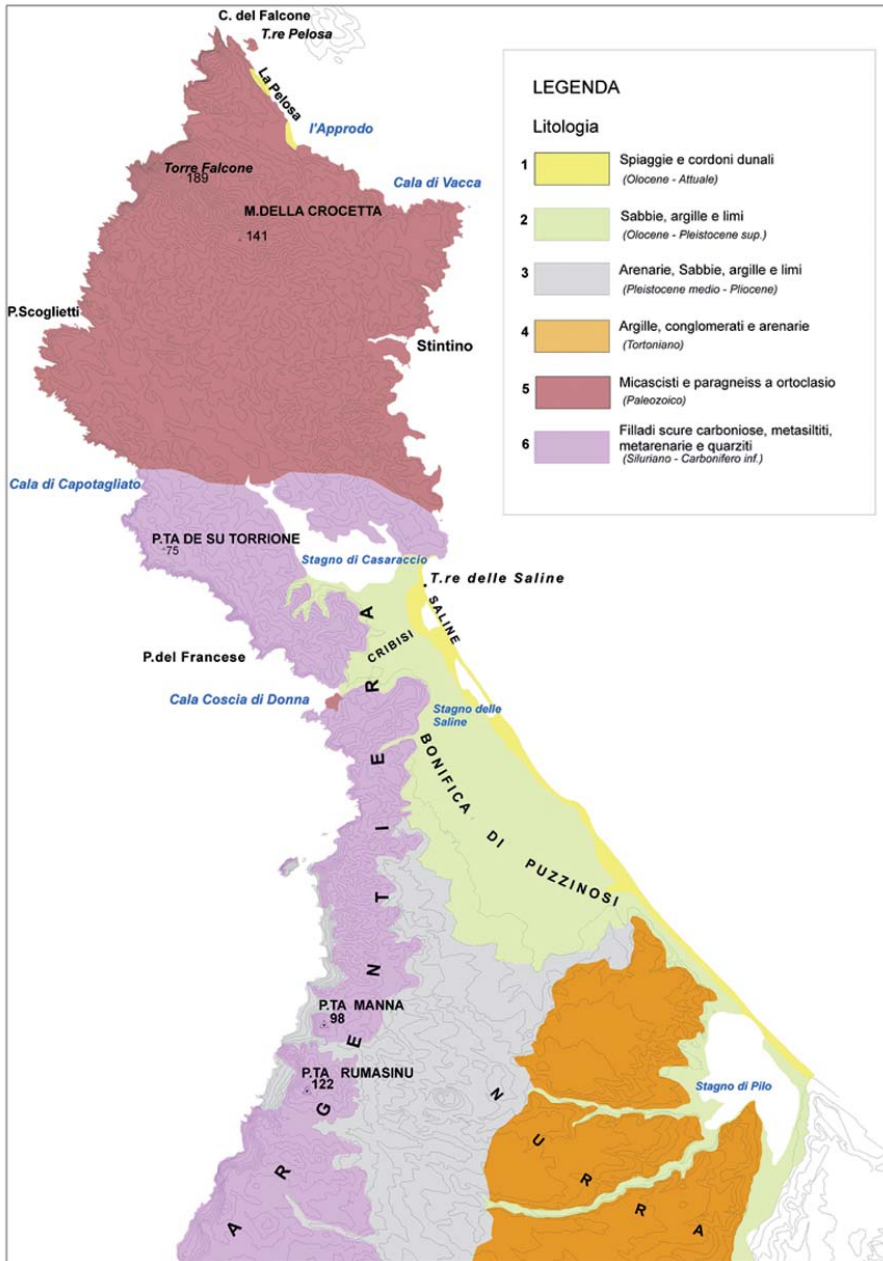 C. del Falcone
T.re Pelosa
La Pelosa
l'Approdo
Torre Falcone
189
Cala di Vacca
M.DELLA CROCETTA
141
P.Scoglietti
Stintino
Cala di Capotagliato
P.TA DE SU TORRIONE
75
Stagno di Casaraccio
T.re delle Saline
SALINE
CRIBISI
P.del Francese
Cala Coscia di Donna
Stagno delle
Saline
BONIFICA DI PUZZINOSI
P.TA MANNA
98
P.TA RUMASINU
122
Stagno di Pilo
ARGENTIERA
NURRA
LEGENDA
Litologia
1 Spiaggie e cordoni dunali
(Olocene - Attuale)
2 Sabbie, argille e limi
(Olocene - Pleistocene sup.)
3 Arenarie, Sabbie, argille e limi
(Pleistocene medio - Pliocene)
4 Argille, conglomerati e arenarie
(Tortoniano)
5 Micascisti e paragneiss a ortoclasio
(Paleozoico)
6 Filladi scure carboniose, metasiltiti,
metarenarie e quarziti
(Siluriano - Carbonifero inf.)